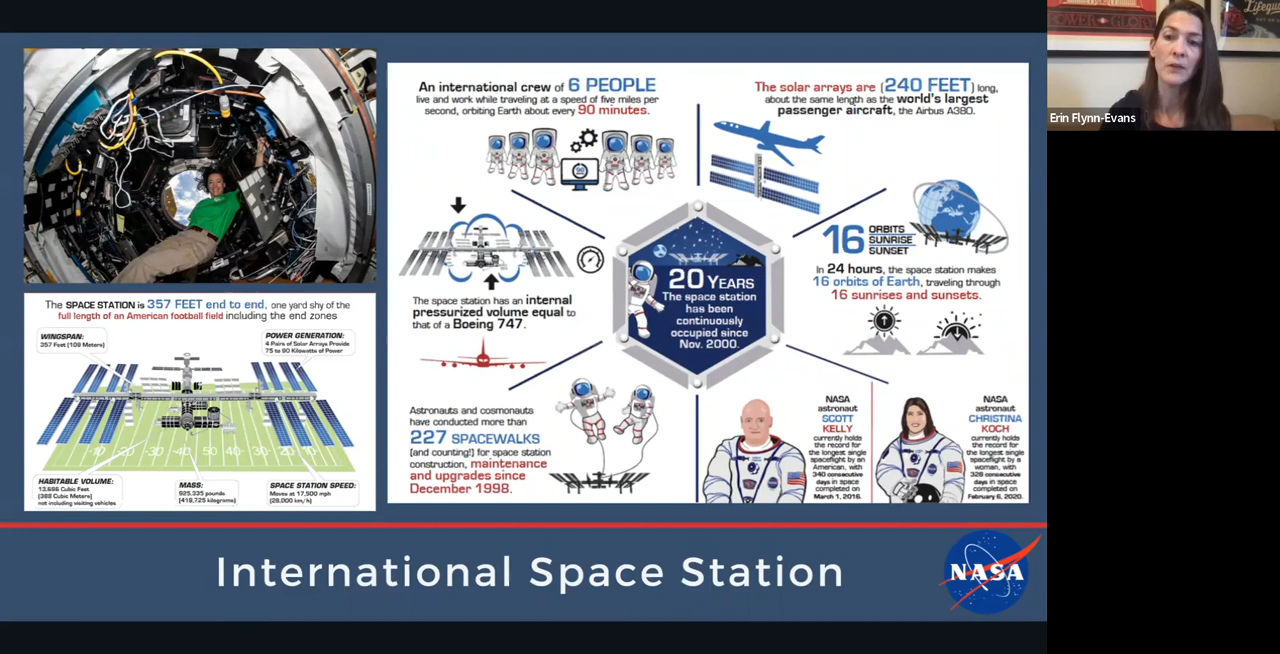 The SPACE STATION is 357 FEET end to end, one yard shy of the
full length of an American football field including the end zones
WINGSPAN:
357 Feet (109 Meters)
POWER GENERATION:
4 Pairs of Solar Arrays Provide
75 to 90 Kilowatts of Power
-10 20 -30 -40 50 40- 30- 20 10-
HABITABLE VOLUME:
13,696 Cubic Feet
(388 Cubic Meters)
not including visiting vehicles
MASS:
925,335 pounds
(419,725 kilograms)
SPACE STATION SPEED:
Moves at 17,500 mph
(28,000 km/h)
An international crew of 6 PEOPLE
live and work while traveling at a speed of five miles per
second, orbiting Earth about every 90 minutes.
The solar arrays are (240 FEET) long,
about the same length as the world's largest
passenger aircraft, the Airbus A380.
The space station has an internal
pressurized volume equal to
that of a Boeing 747.
16 ORBITS
SUNRISE
SUNSET
In 24 hours, the space station makes
16 orbits of Earth, traveling through
16 sunrises and sunsets.
20 YEARS
The space station
has been
continuously
occupied since
Nov. 2000.
Astronauts and cosmonauts
have conducted more than
227 SPACEWALKS
(and counting!) for space station
construction, maintenance
and upgrades since
December 1998.
NASA
astronaut
SCOTT
KELLY
currently holds
the record for
the longest single
spaceflight by an
American, with
340 consecutive
days in space
completed on
March 1, 2016.
NASA
astronaut
CHRISTINA
KOCH
currently holds
the record for
the longest single
spaceflight by a
woman, with
328 consecutive
days in space
completed on
February 6, 2020.
International Space Station
NASA
Erin Flynn-Evans